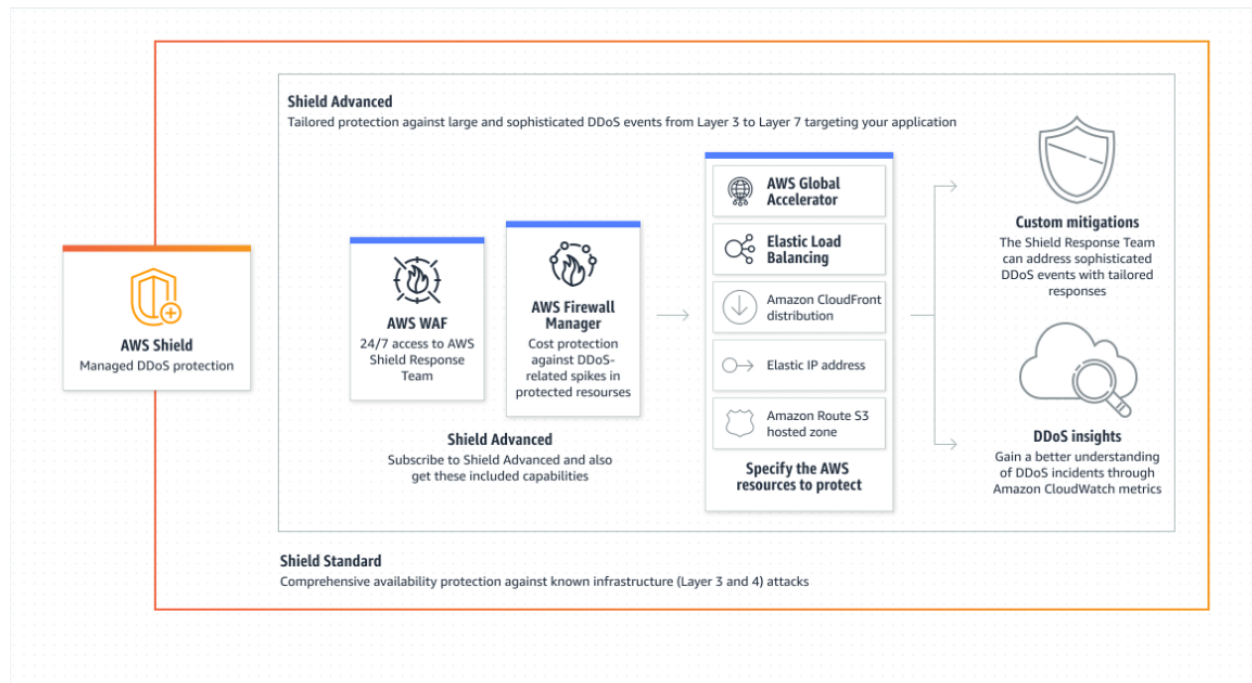 Shield Advanced
Tailored protection against large and sophisticated DDoS events from Layer 3 to Layer 7 targeting your application
AWS Shield
Managed DDoS protection
AWS WAF
24/7 access to AWS
Shield Response
Team
AWS Firewall
Manager
Cost protection
against DDoS-
related spikes in
protected resourses
Shield Advanced
Subscribe to Shield Advanced and also
get these included capabilities
AWS Global
Accelerator
Elastic Load
Balancing
Amazon CloudFront
distribution
Elastic IP address
Amazon Route S3
hosted zone
Specify the AWS
resources to protect
Custom mitigations
The Shield Response Team
can address sophisticated
DDoS events with tailored
responses
DDoS insights
Gain a better understanding
of DDoS incidents through
Amazon CloudWatch metrics
Shield Standard
Comprehensive availability protection against known infrastructure (Layer 3 and 4) attacks